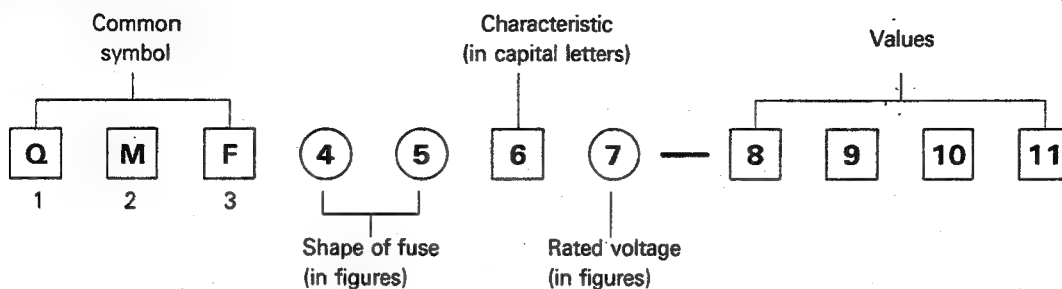 Common
symbol
Characteristic
(in capital letters)
Values
Q M F 4 5 6 7 — 8 9 10 11
1 2 3
Shape of fuse
(in figures)
Rated voltage
(in figures)